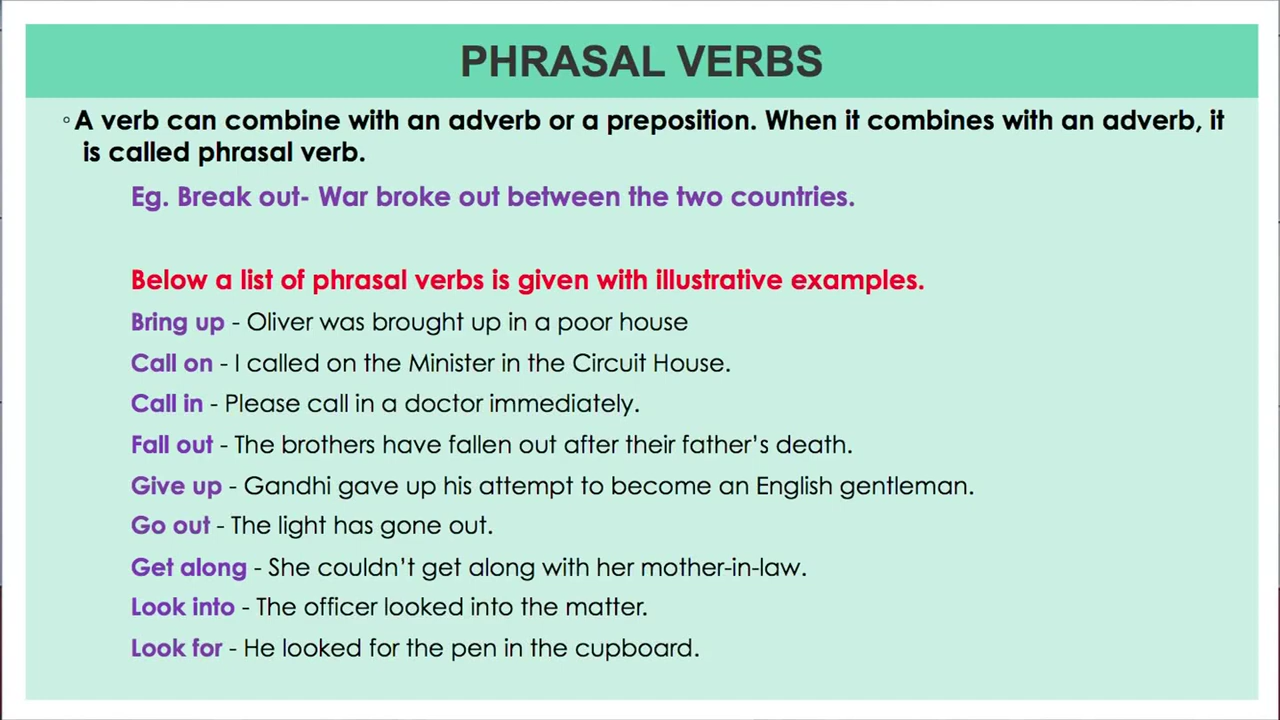 PHRASAL VERBS
◦ A verb can combine with an adverb or a preposition. When it combines with an adverb, it
is called phrasal verb.
Eg. Break out- War broke out between the two countries.
Below a list of phrasal verbs is given with illustrative examples.
Bring up - Oliver was brought up in a poor house
Call on - I called on the Minister in the Circuit House.
Call in - Please call in a doctor immediately.
Fall out - The brothers have fallen out after their father’s death.
Give up - Gandhi gave up his attempt to become an English gentleman.
Go out - The light has gone out.
Get along - She couldn’t get along with her mother-in-law.
Look into - The officer looked into the matter.
Look for - He looked for the pen in the cupboard.